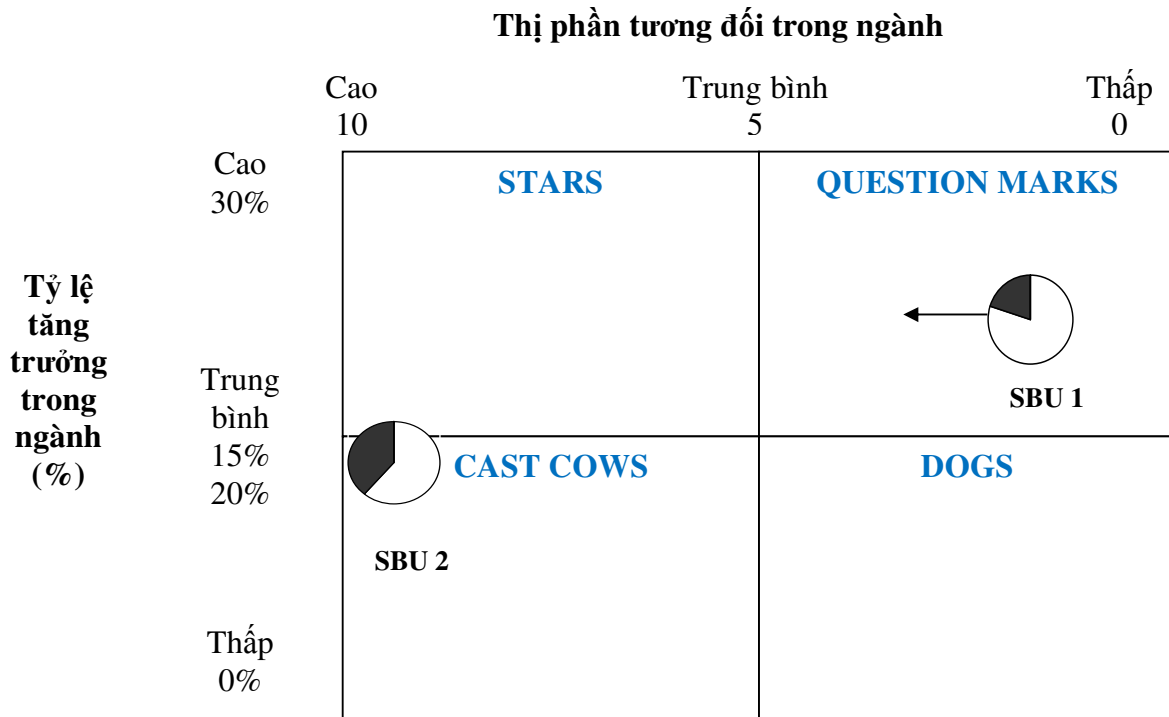 Thị phần tương đối trong ngành
Cao Trung bình Thấp
10 5 0
Cao
30%
STARS QUESTION MARKS
Tỷ lệ
tăng
trưởng
trong
ngành
(%)
SBU 1
Trung
bình
15%
20%
CAST COWS DOGS
SBU 2
Thấp
0%